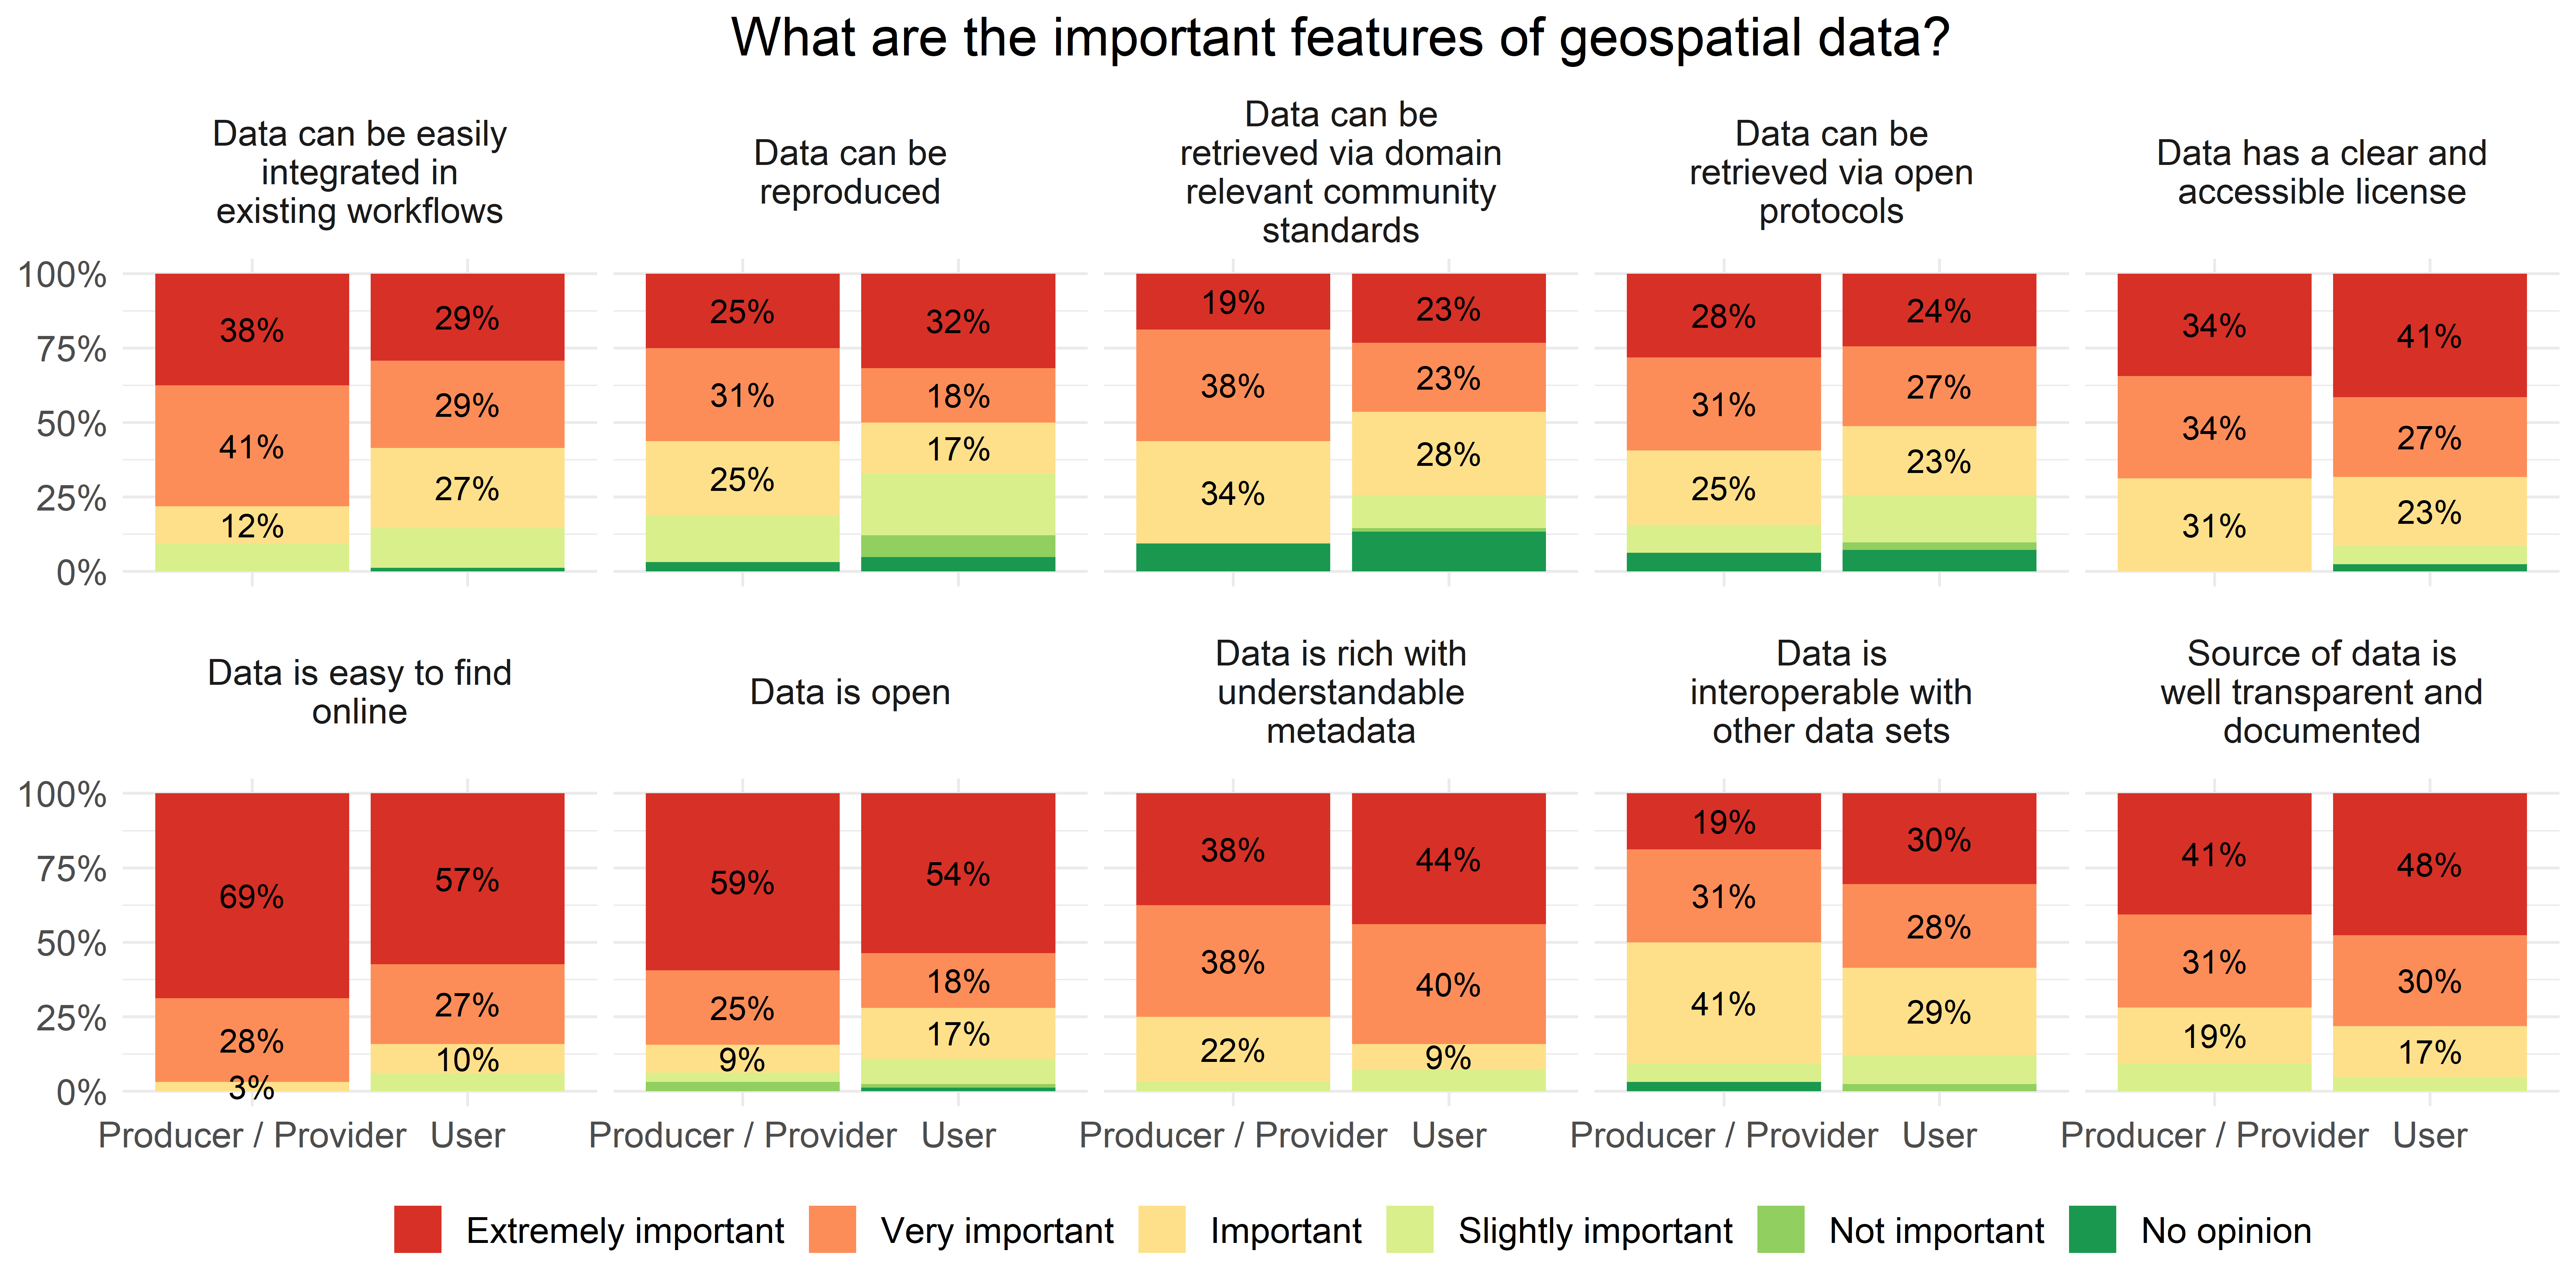 What are the important features of geospatial data?
Data can be easily
integrated in
existing workflows
Data can be
reproduced
Data can be
retrieved via domain
relevant community
standards
Data can be
retrieved via open
protocols
Data has a clear and
accessible license
100%
75%
50%
25%
0%
38%
41%
12%
29%
29%
27%
25%
31%
25%
32%
18%
17%
19%
38%
34%
23%
23%
28%
28%
31%
25%
24%
27%
23%
34%
34%
31%
41%
27%
23%
Data is easy to find
online
Data is open
Data is rich with
understandable
metadata
Data is
interoperable with
other data sets
Source of data is
well transparent and
documented
100%
75%
50%
25%
0%
69%
28%
3%
57%
27%
10%
59%
25%
9%
54%
18%
17%
38%
38%
22%
44%
40%
9%
19%
31%
41%
30%
28%
29%
41%
31%
19%
48%
30%
17%
Producer / Provider User
Producer / Provider User
Producer / Provider User
Producer / Provider User
Producer / Provider User
Extremely important Very important Important Slightly important Not important No opinion